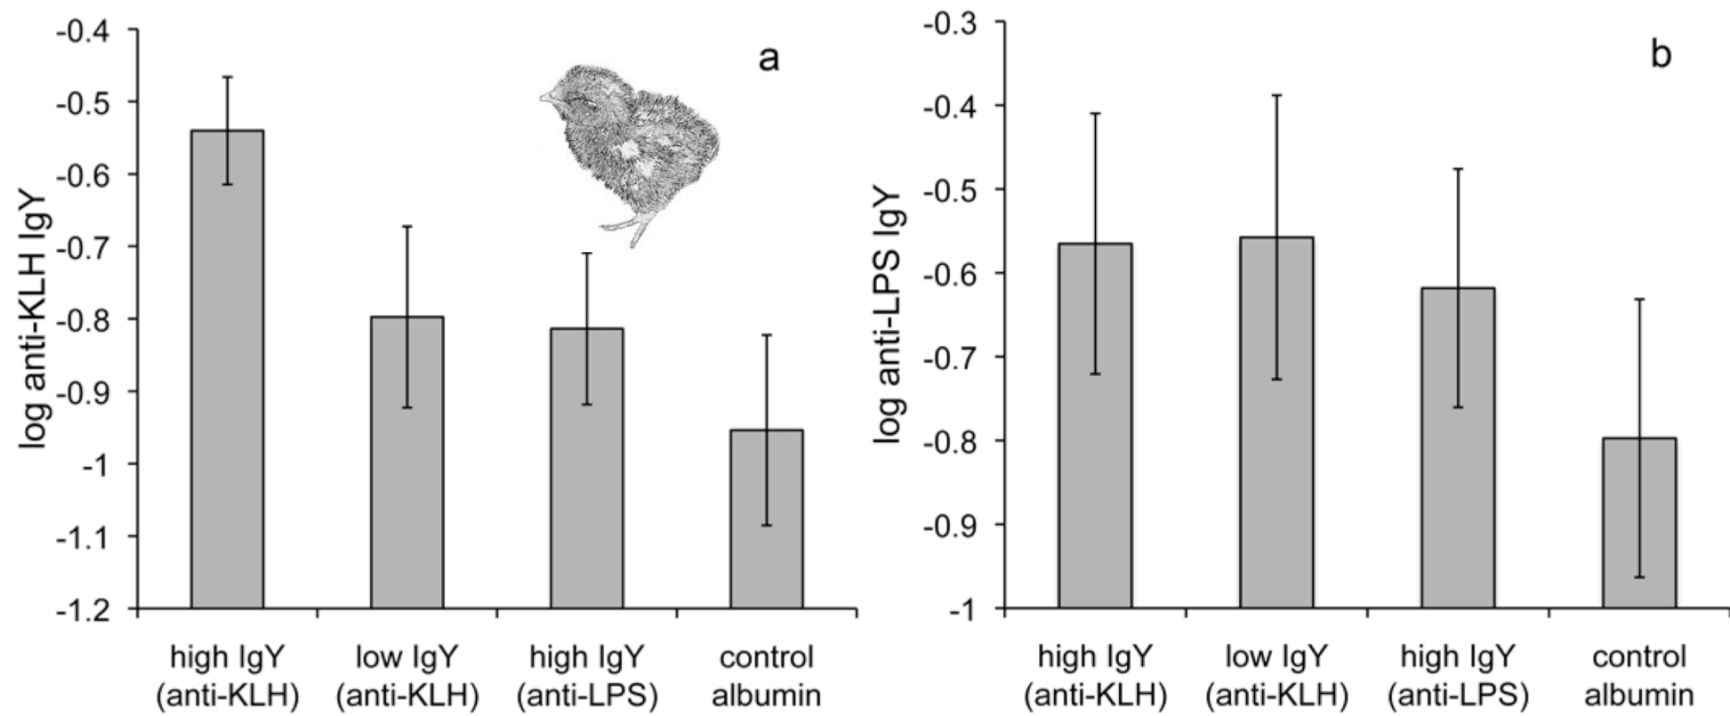 a
log anti-KLH IgY
-0.4
-0.5
-0.6
-0.7
-0.8
-0.9
-1
-1.1
-1.2
high IgY
(anti-KLH)
low IgY
(anti-KLH)
high IgY
(anti-LPS)
control
albumin
b
log anti-LPS IgY
-0.3
-0.4
-0.5
-0.6
-0.7
-0.8
-0.9
-1
high IgY
(anti-KLH)
low IgY
(anti-KLH)
high IgY
(anti-LPS)
control
albumin